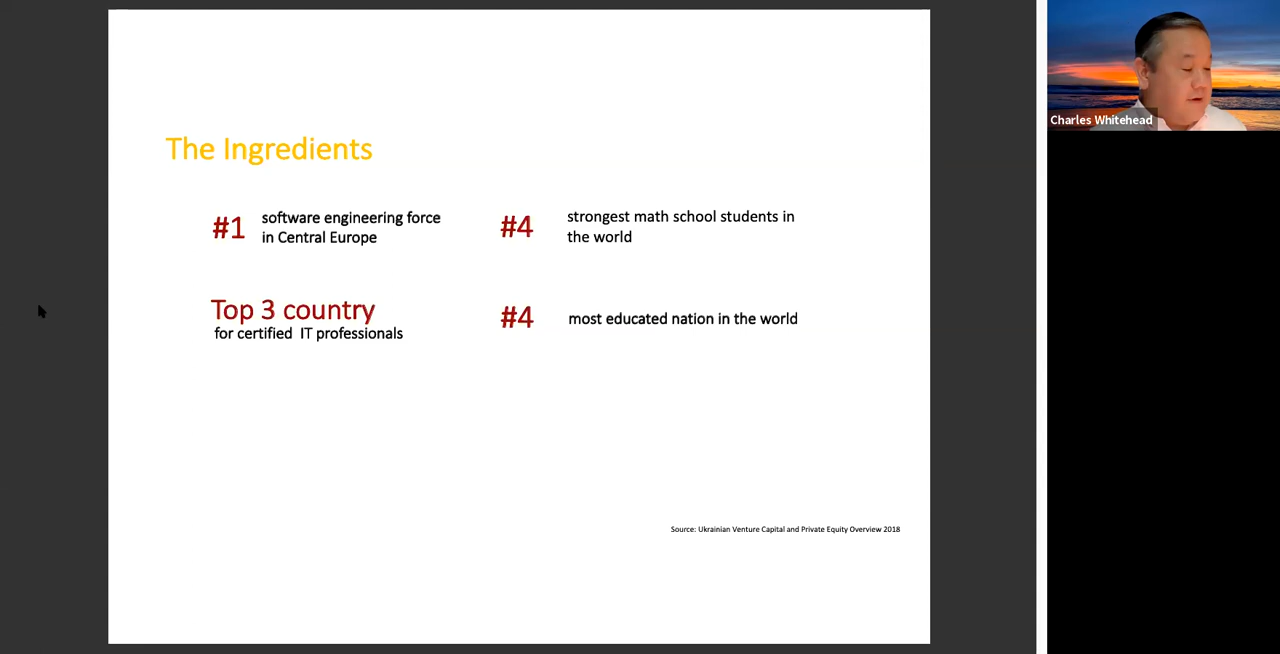 The Ingredients
#1
software engineering force
in Central Europe
#4
strongest math school students in
the world
Top 3 country
for certified IT professionals
#4
most educated nation in the world
Source: Ukrainian Venture Capital and Private Equity Overview 2018
Charles Whitehead